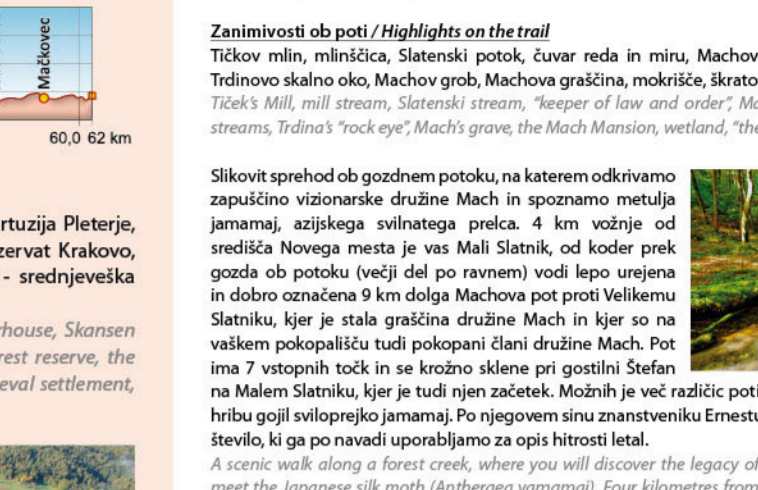 Mačkovec
60,0 62 km
rtuzija Pleterje,
zervat Krakovo,
- srednjeveška
rhouse, Skansen
rest reserve, the
eval settlement,
Zanimivosti ob poti / Highlights on the trail
Tičkov mlin, mlinščica, Slatenski potok, čuvar reda in miru, Machov
Trdinovo skalno oko, Machov grob, Machova graščina, mokrišče, škrato
Tiček's Mill, mill stream, Slatenski stream, “keeper of law and order”, Ma
streams, Trdina's “rock eye”, Mach's grave, the Mach Mansion, wetland, “the
Slikovit sprehod ob gozdnem potoku, na katerem odkrivamo
zapuščino vizionarske družine Mach in spoznamo metulja
jamamaj, azijskega svilnatega prelca. 4 km vožnje od
središča Novega mesta je vas Mali Slatnik, od koder prek
gozda ob potoku (večji del po ravnem) vodi lepo urejena
in dobro označena 9 km dolga Machova pot proti Velikemu
Slatniku, kjer je stala graščina družine Mach in kjer so na
vaškem pokopališču tudi pokopani člani družine Mach. Pot
ima 7 vstopnih točk in se krožno sklene pri gostilni Štefan
na Malem Slatniku, kjer je tudi njen začetek. Možnih je več različic poti
hribu gojil sviloprejko jamamaj. Po njegovem sinu znanstveniku Ernestu
število, ki ga po navadi uporabljamo za opis hitrosti letal.
A scenic walk along a forest creek, where you will discover the legacy of
meet the Japanese silk moth (Antheraea yamamai). Four kilometres from